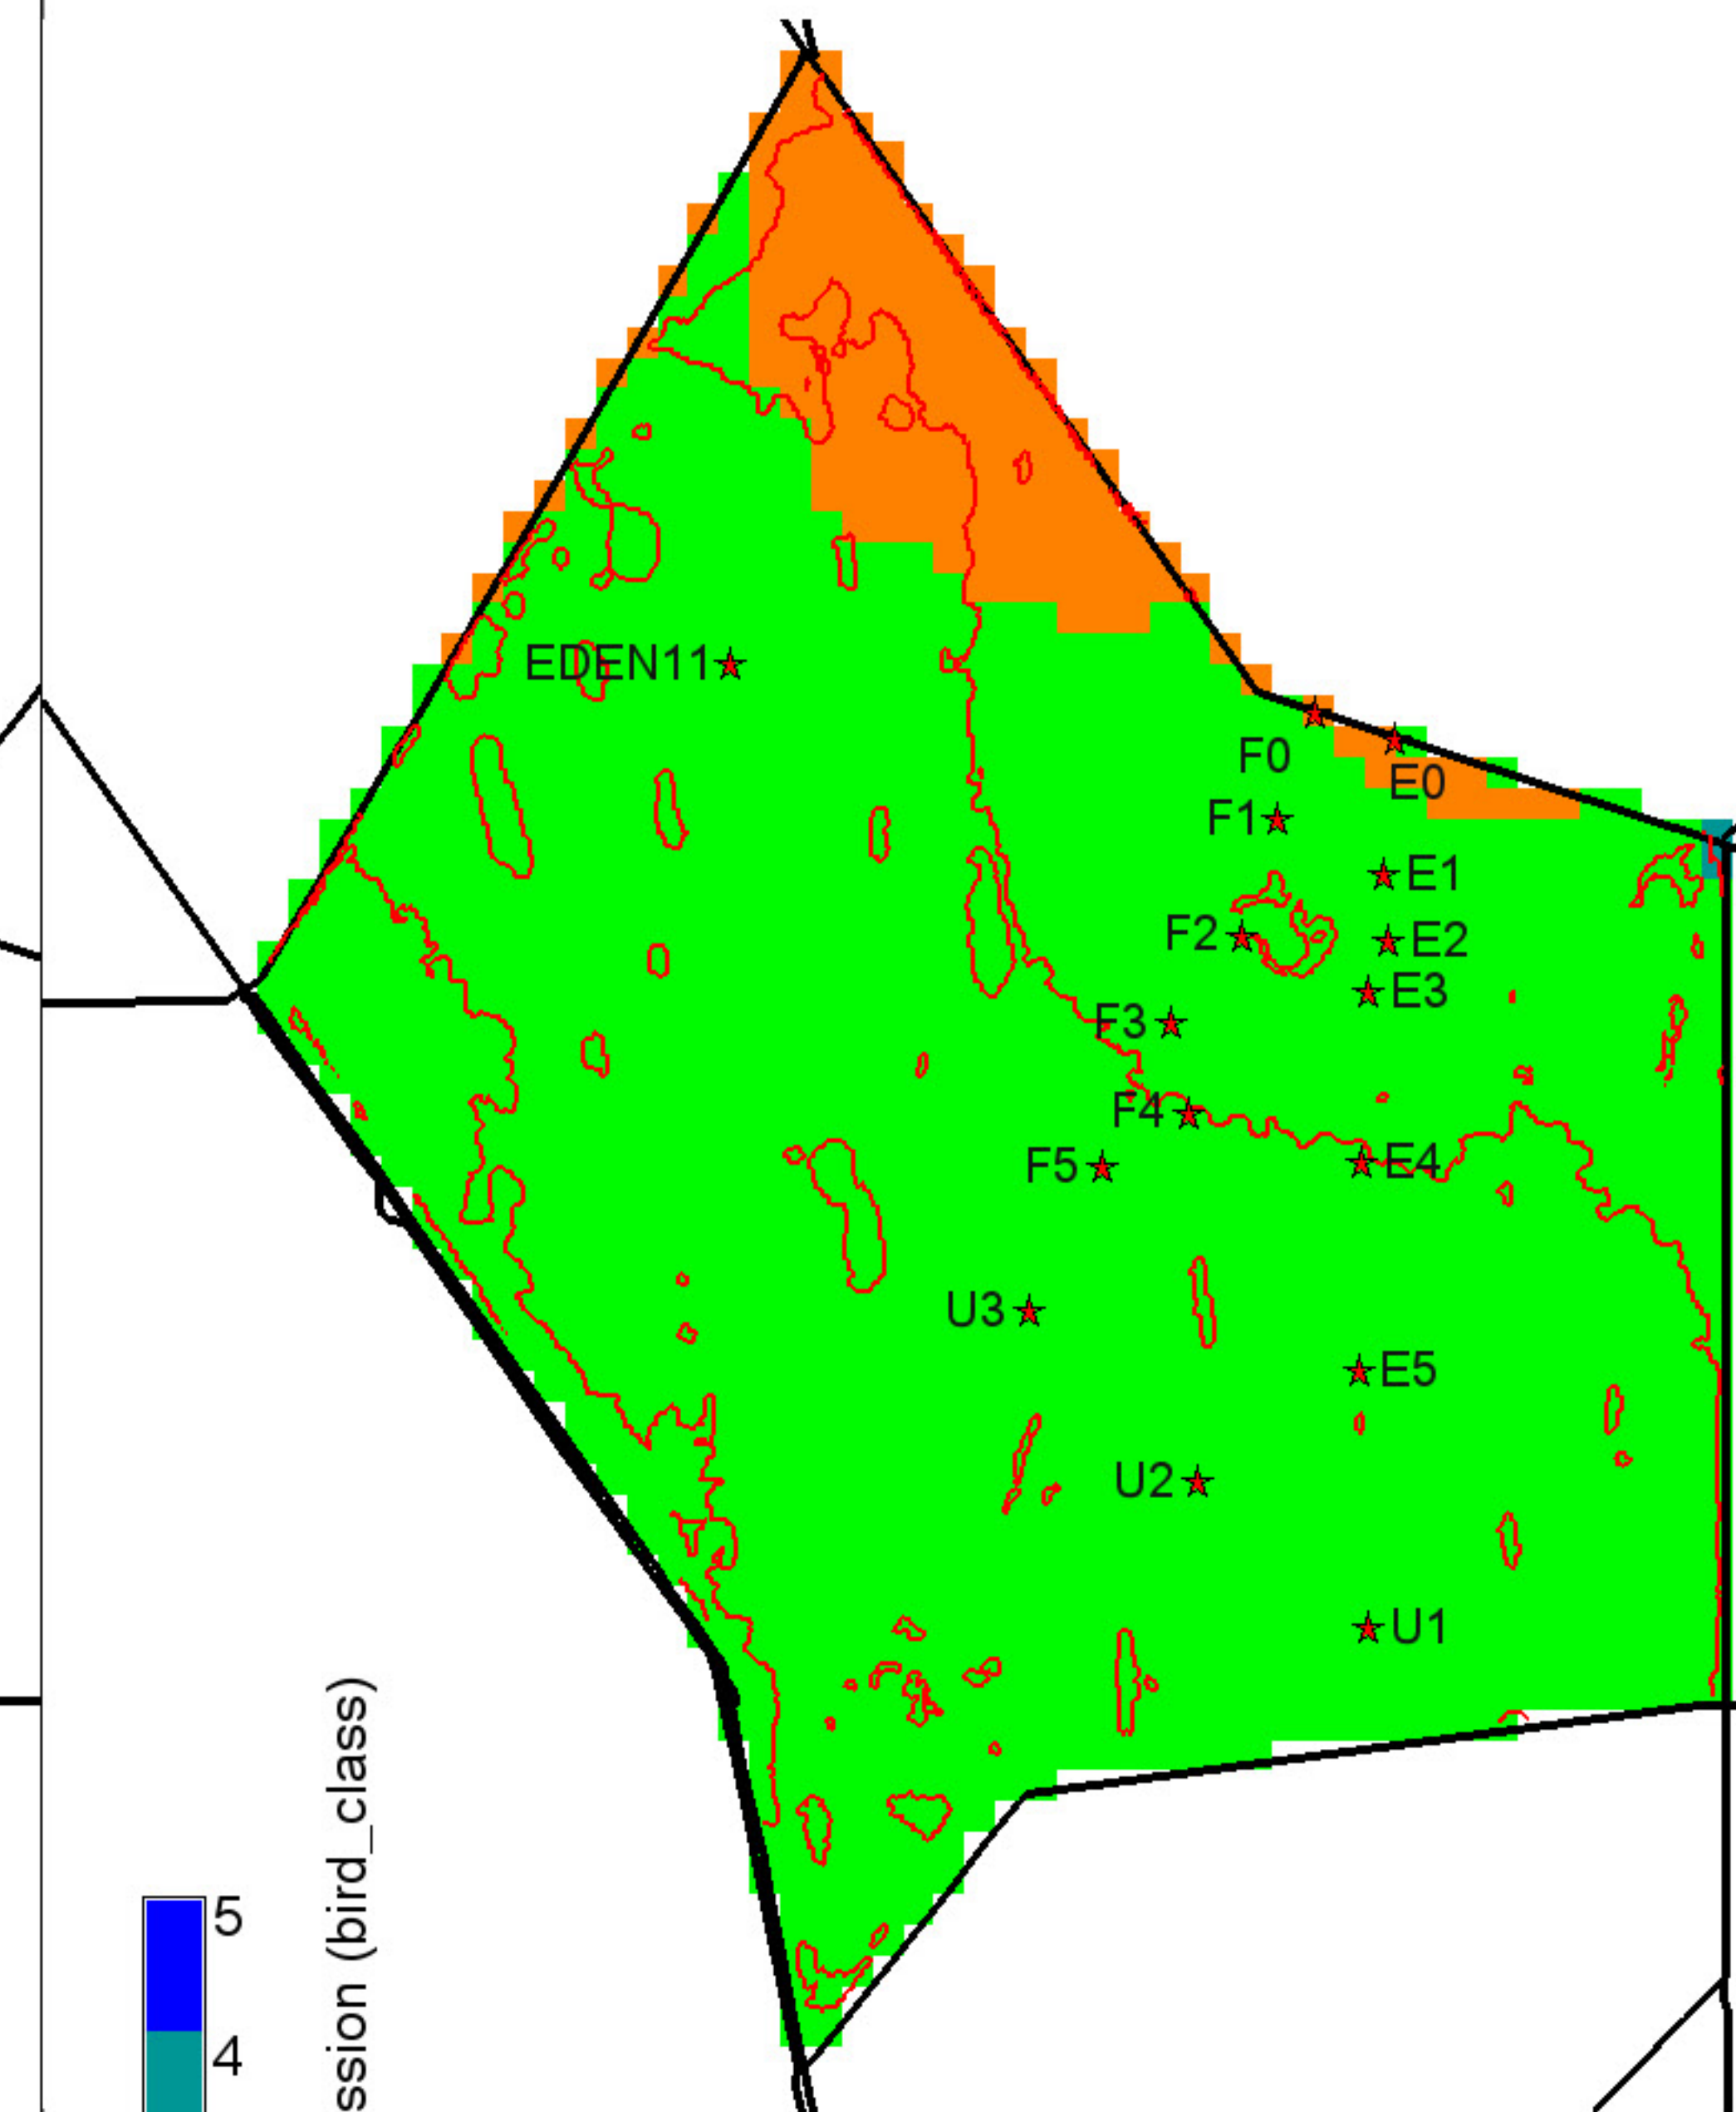 EDEN11
F0
E0
F1
E1
F2
E2
E3
F3
F4
E4
F5
U3
E5
U2
U1
5
4
ssion (bird_class)